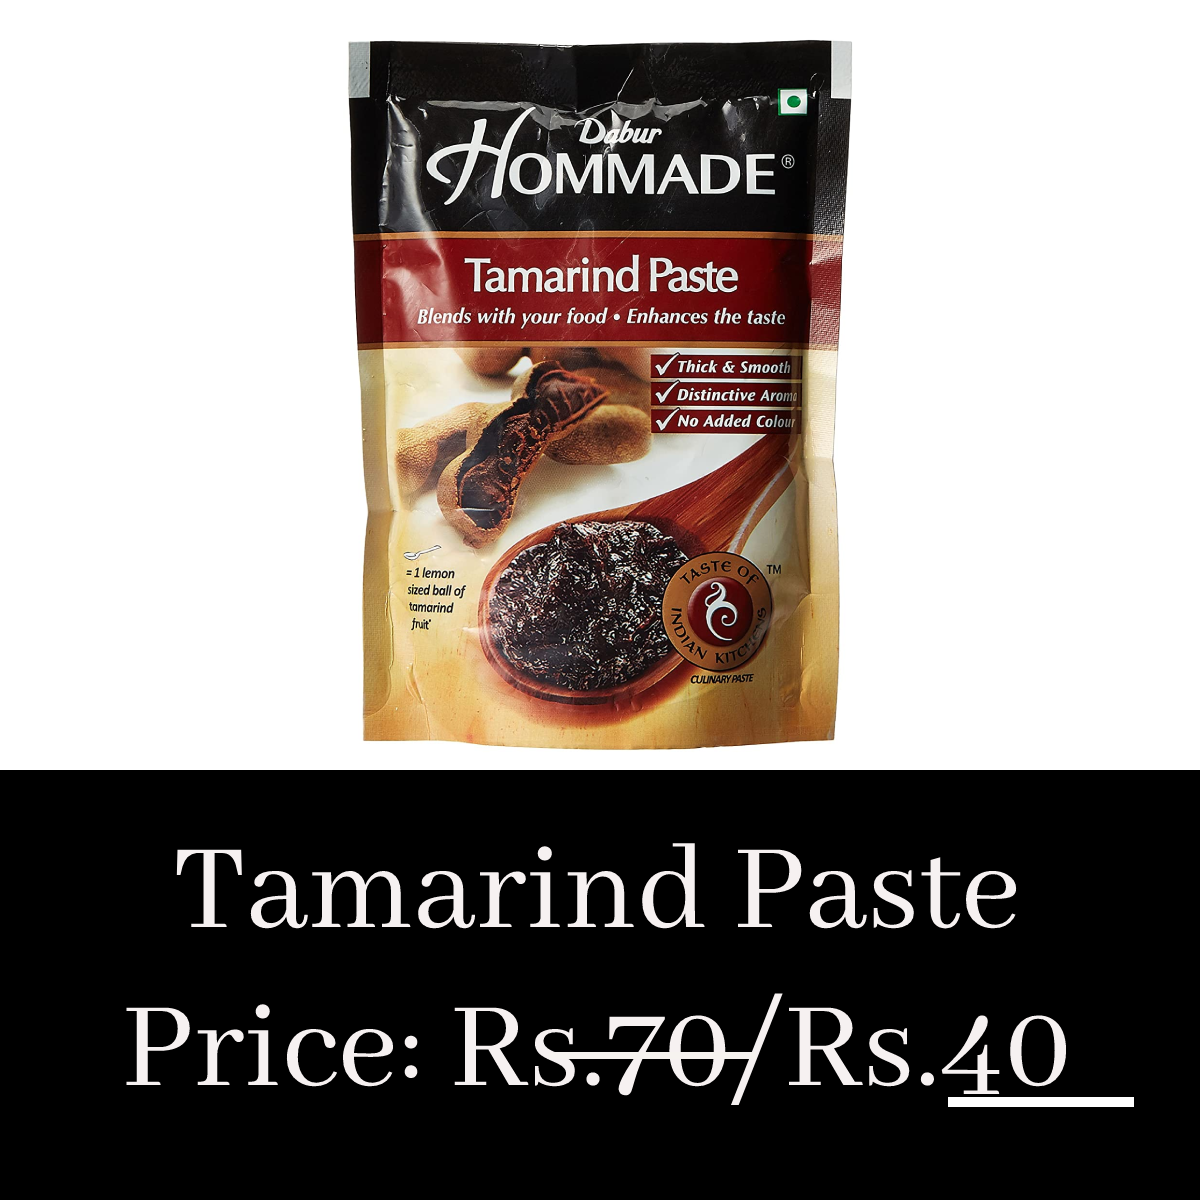 Dabur
HOMMADE®
Tamarind Paste
Blends with your food • Enhances the taste
Thick & Smooth
Distinctive Aroma
No Added Colour
= 1 lemon
sized ball of
tamarind
fruit*
TASTE OF
INDIAN KITCHENS
TM
CULINARY PASTE
Tamarind Paste
Price: Rs.70/Rs.40